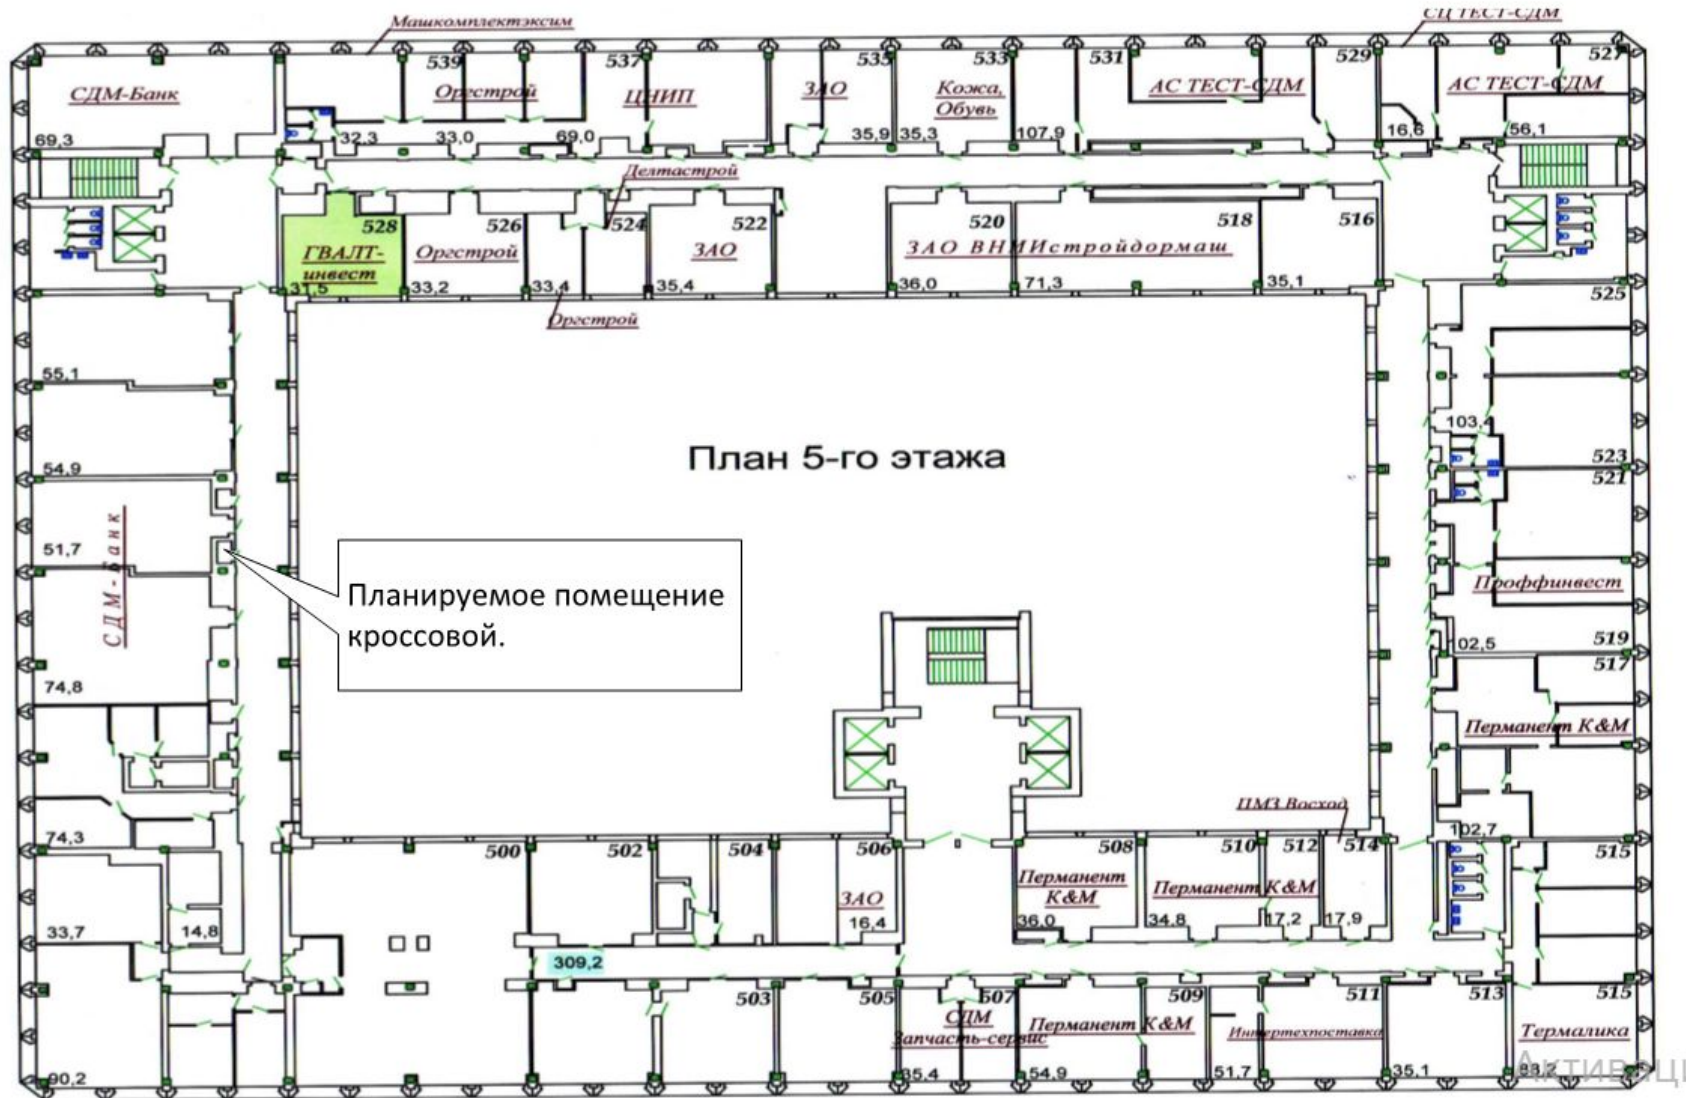 Машкомплектэксим
СЦ ТЕСТ-СДМ
539
537
535
533
531
529
527
СДМ-Банк
Оргстрой
ЦНИП
ЗАО
Кожа,
Обувь
АС ТЕСТ-СДМ
АС ТЕСТ-СДМ
69,3
32,3
33,0
69,0
35,9
35,3
107,9
16,6
56,1
Делтастрой
528
526
524
522
520
518
516
ГВАЛТ-
инвест
Оргстрой
ЗАО
ЗАО ВНИИстройдормаш
31,5
33,2
33,4
35,4
36,0
71,3
35,1
Оргстрой
525
55,1
103,4
План 5-го этажа
54,9
523
521
51,7
СДМ-Банк
Планируемое помещение
кроссовой.
Проффинвест
02,5
519
517
74,8
Перманент К&М
ПМЗ Восход
74,3
102,7
500
502
504
506
508
510
512
514
515
ЗАО
16,4
Перманент
К&М
Перманент К&М
36,0
34,8
17,2
17,9
33,7
14,8
309,2
503
505
507
509
511
513
515
СДМ
Запчасть-сервис
Перманент К&М
Интертехпоставка
Термалика
90,2
35,4
54,9
51,7
35,1